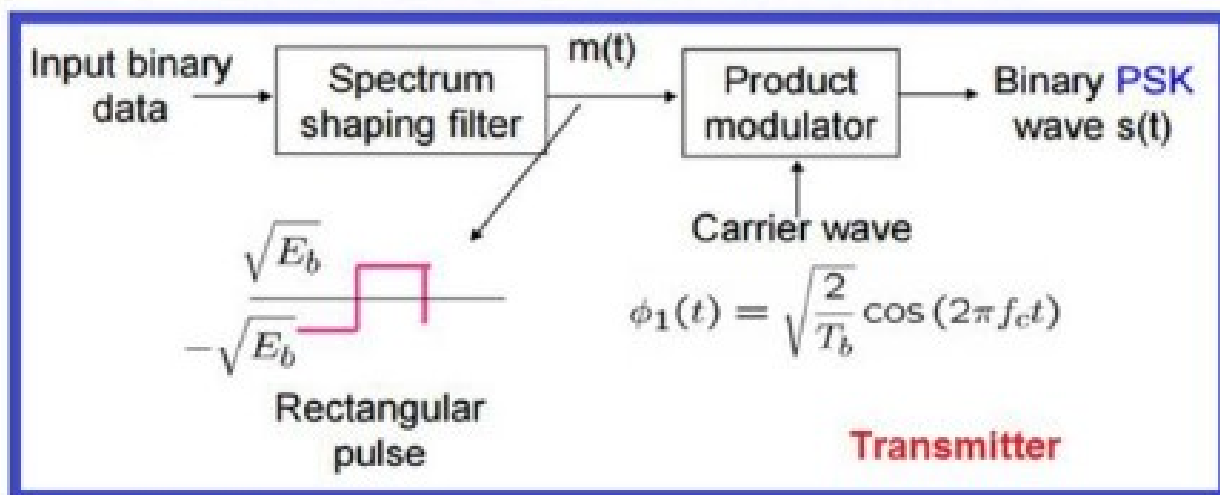 Input binary
data
Spectrum
shaping filter
m(t)
Product
modulator
Binary PSK
wave s(t)
Carrier wave
√E_b
-√E_b
ϕ₁(t) = √(2/T_b) cos (2πf_ct)
Rectangular
pulse
Transmitter